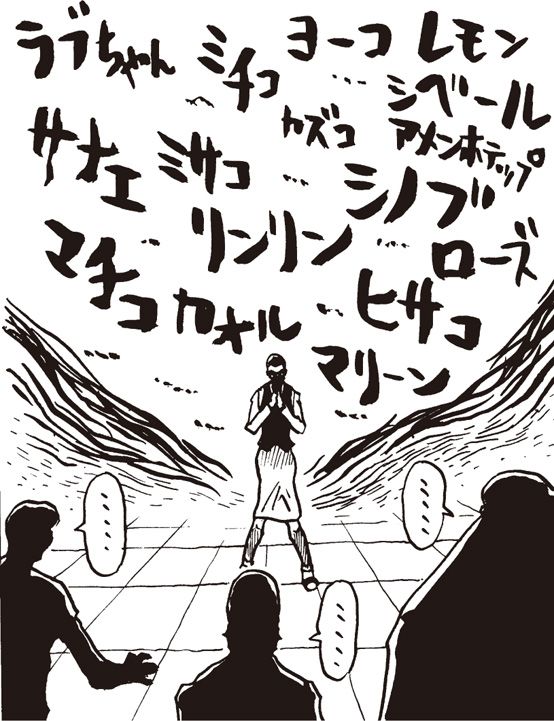 ラブちゃん
ミチコ
ヨーコ
レモン
シベール
カズコ
アメンホテップ
サナエ
ミサコ
シノブ
リンリン
ローズ
マチコ
カオル
ヒサコ
マリーン